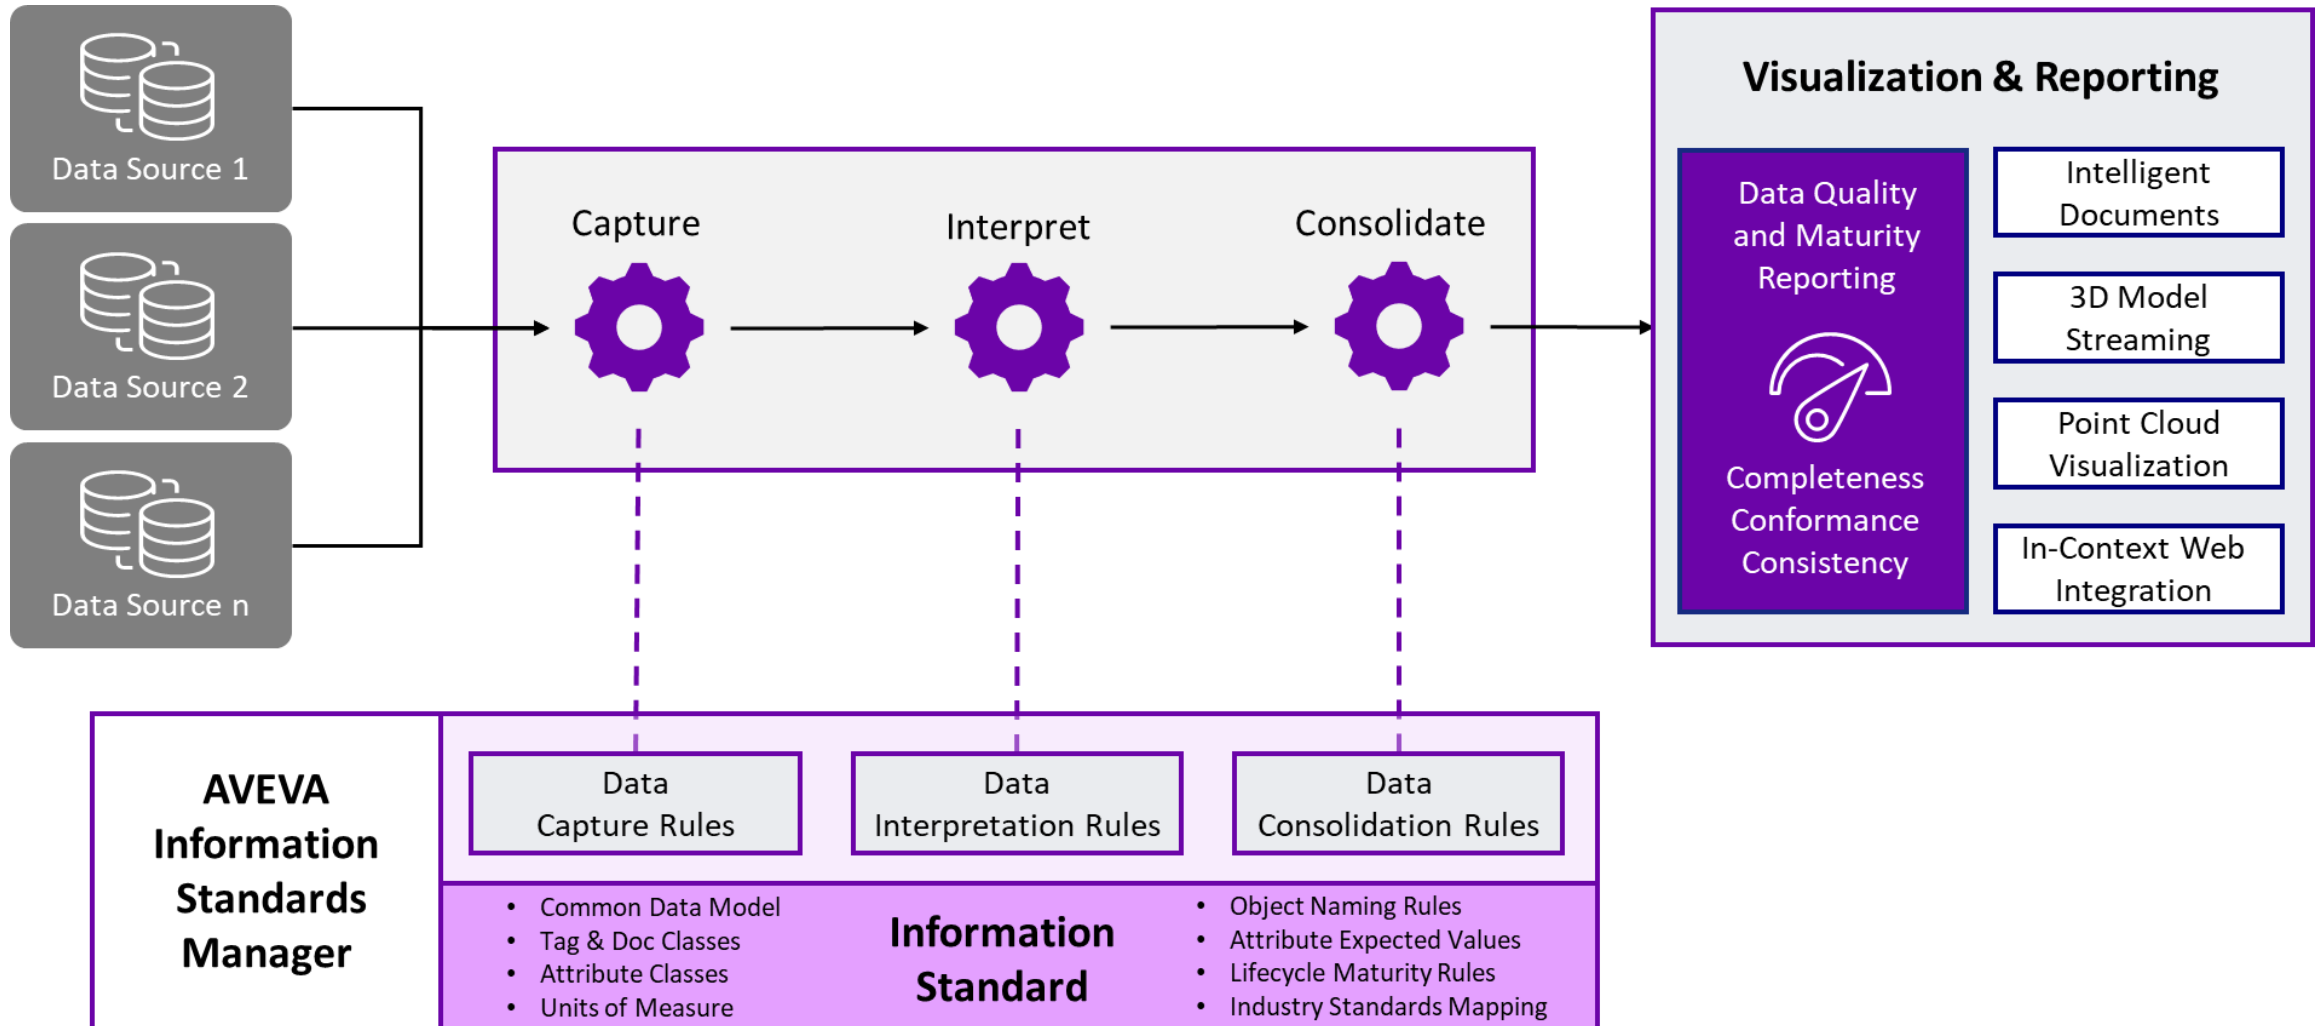 Data Source 1
Data Source 2
Data Source n
Capture
Interpret
Consolidate
Visualization & Reporting
Data Quality
and Maturity
Reporting
Completeness
Conformance
Consistency
Intelligent
Documents
3D Model
Streaming
Point Cloud
Visualization
In-Context Web
Integration
AVEVA
Information
Standards
Manager
Data
Capture Rules
Data
Interpretation Rules
Data
Consolidation Rules
• Common Data Model
• Tag & Doc Classes
• Attribute Classes
• Units of Measure
Information
Standard
• Object Naming Rules
• Attribute Expected Values
• Lifecycle Maturity Rules
• Industry Standards Mapping